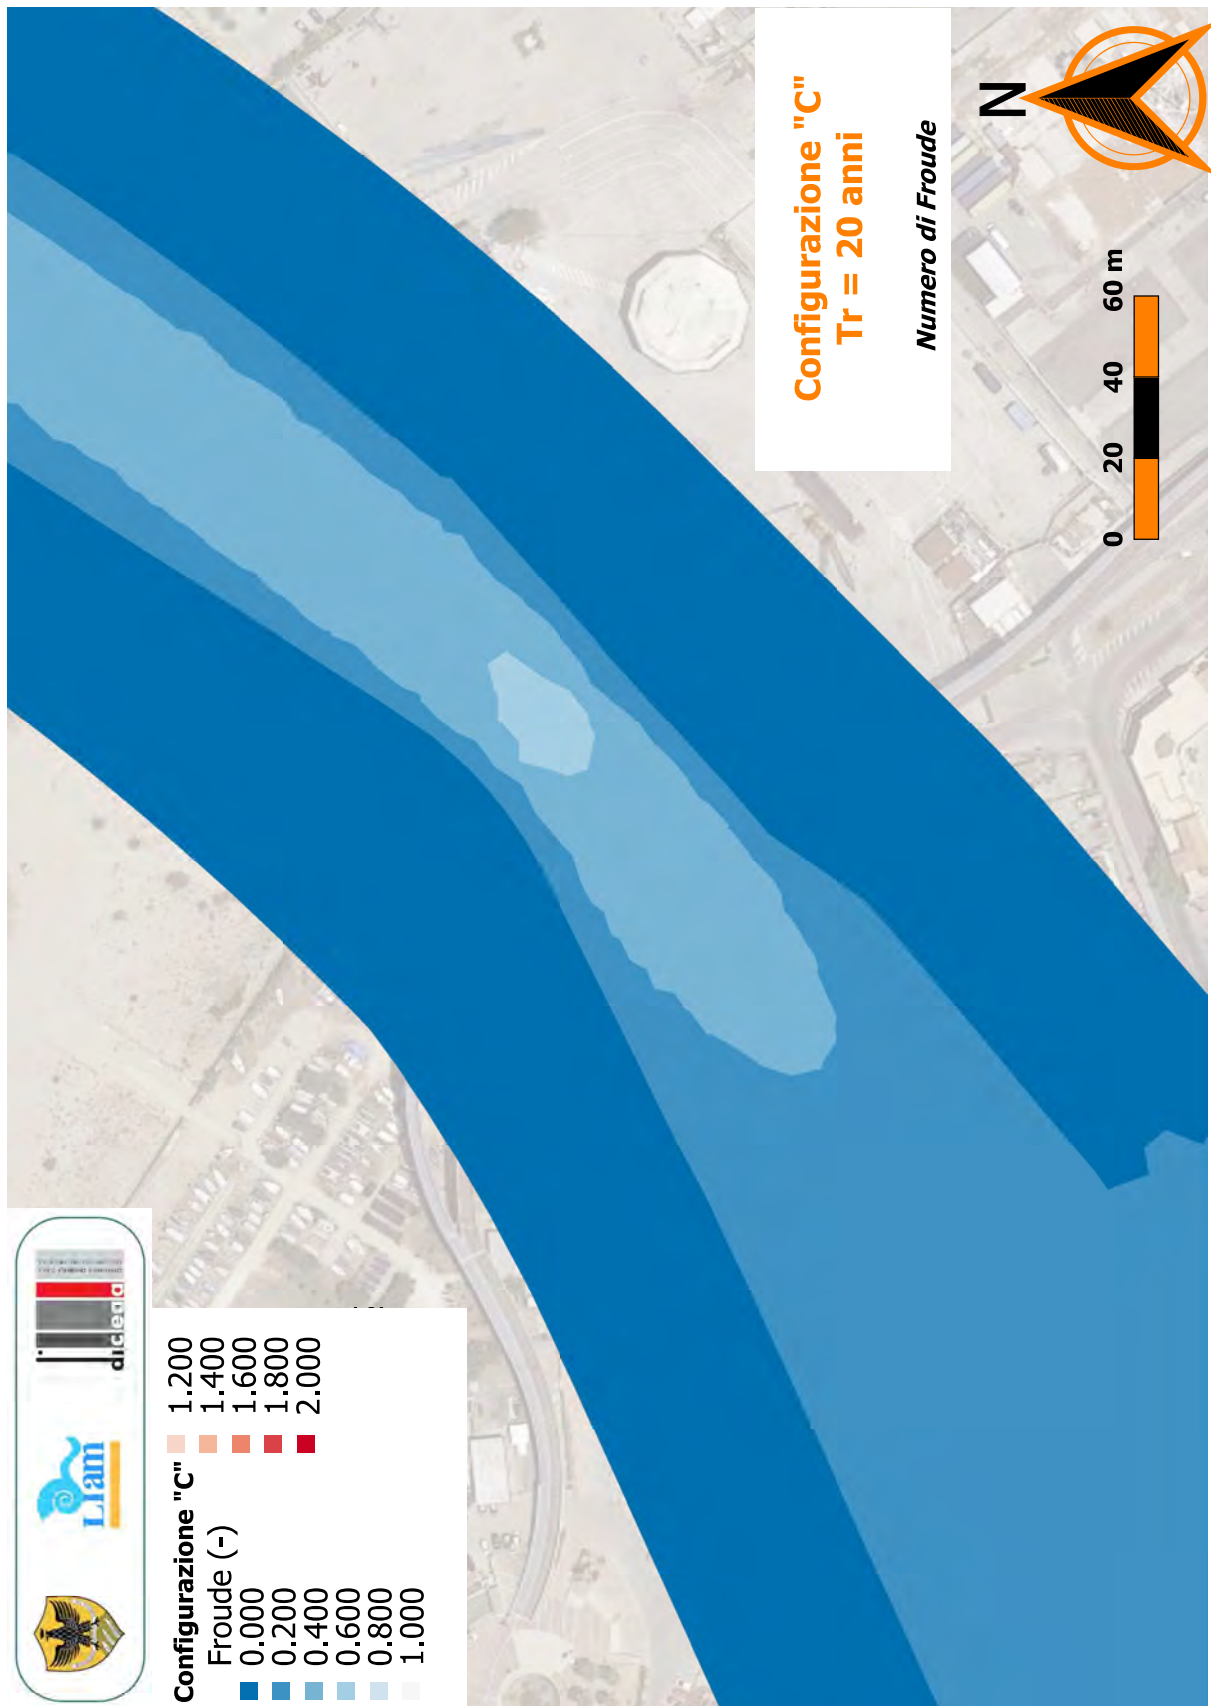 Configurazione "C"
Tr = 20 anni
Numero di Froude
N
0 20 40 60 m
dicea
LIam
Configurazione "C"
Froude (-)
0.000
0.200
0.400
0.600
0.800
1.000
1.200
1.400
1.600
1.800
2.000